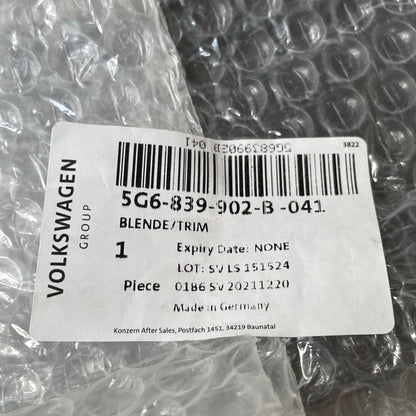 VOLKSWAGEN
GROUP
5G6839902B 041
3822
5G6-839-902-B -041
BLENDE/TRIM
1 Expiry Date: NONE
LOT: SV LS 151524
Piece 0186 SV 20211220
Made in Germany
Konzern After Sales, Postfach 1451, 34219 Baunatal